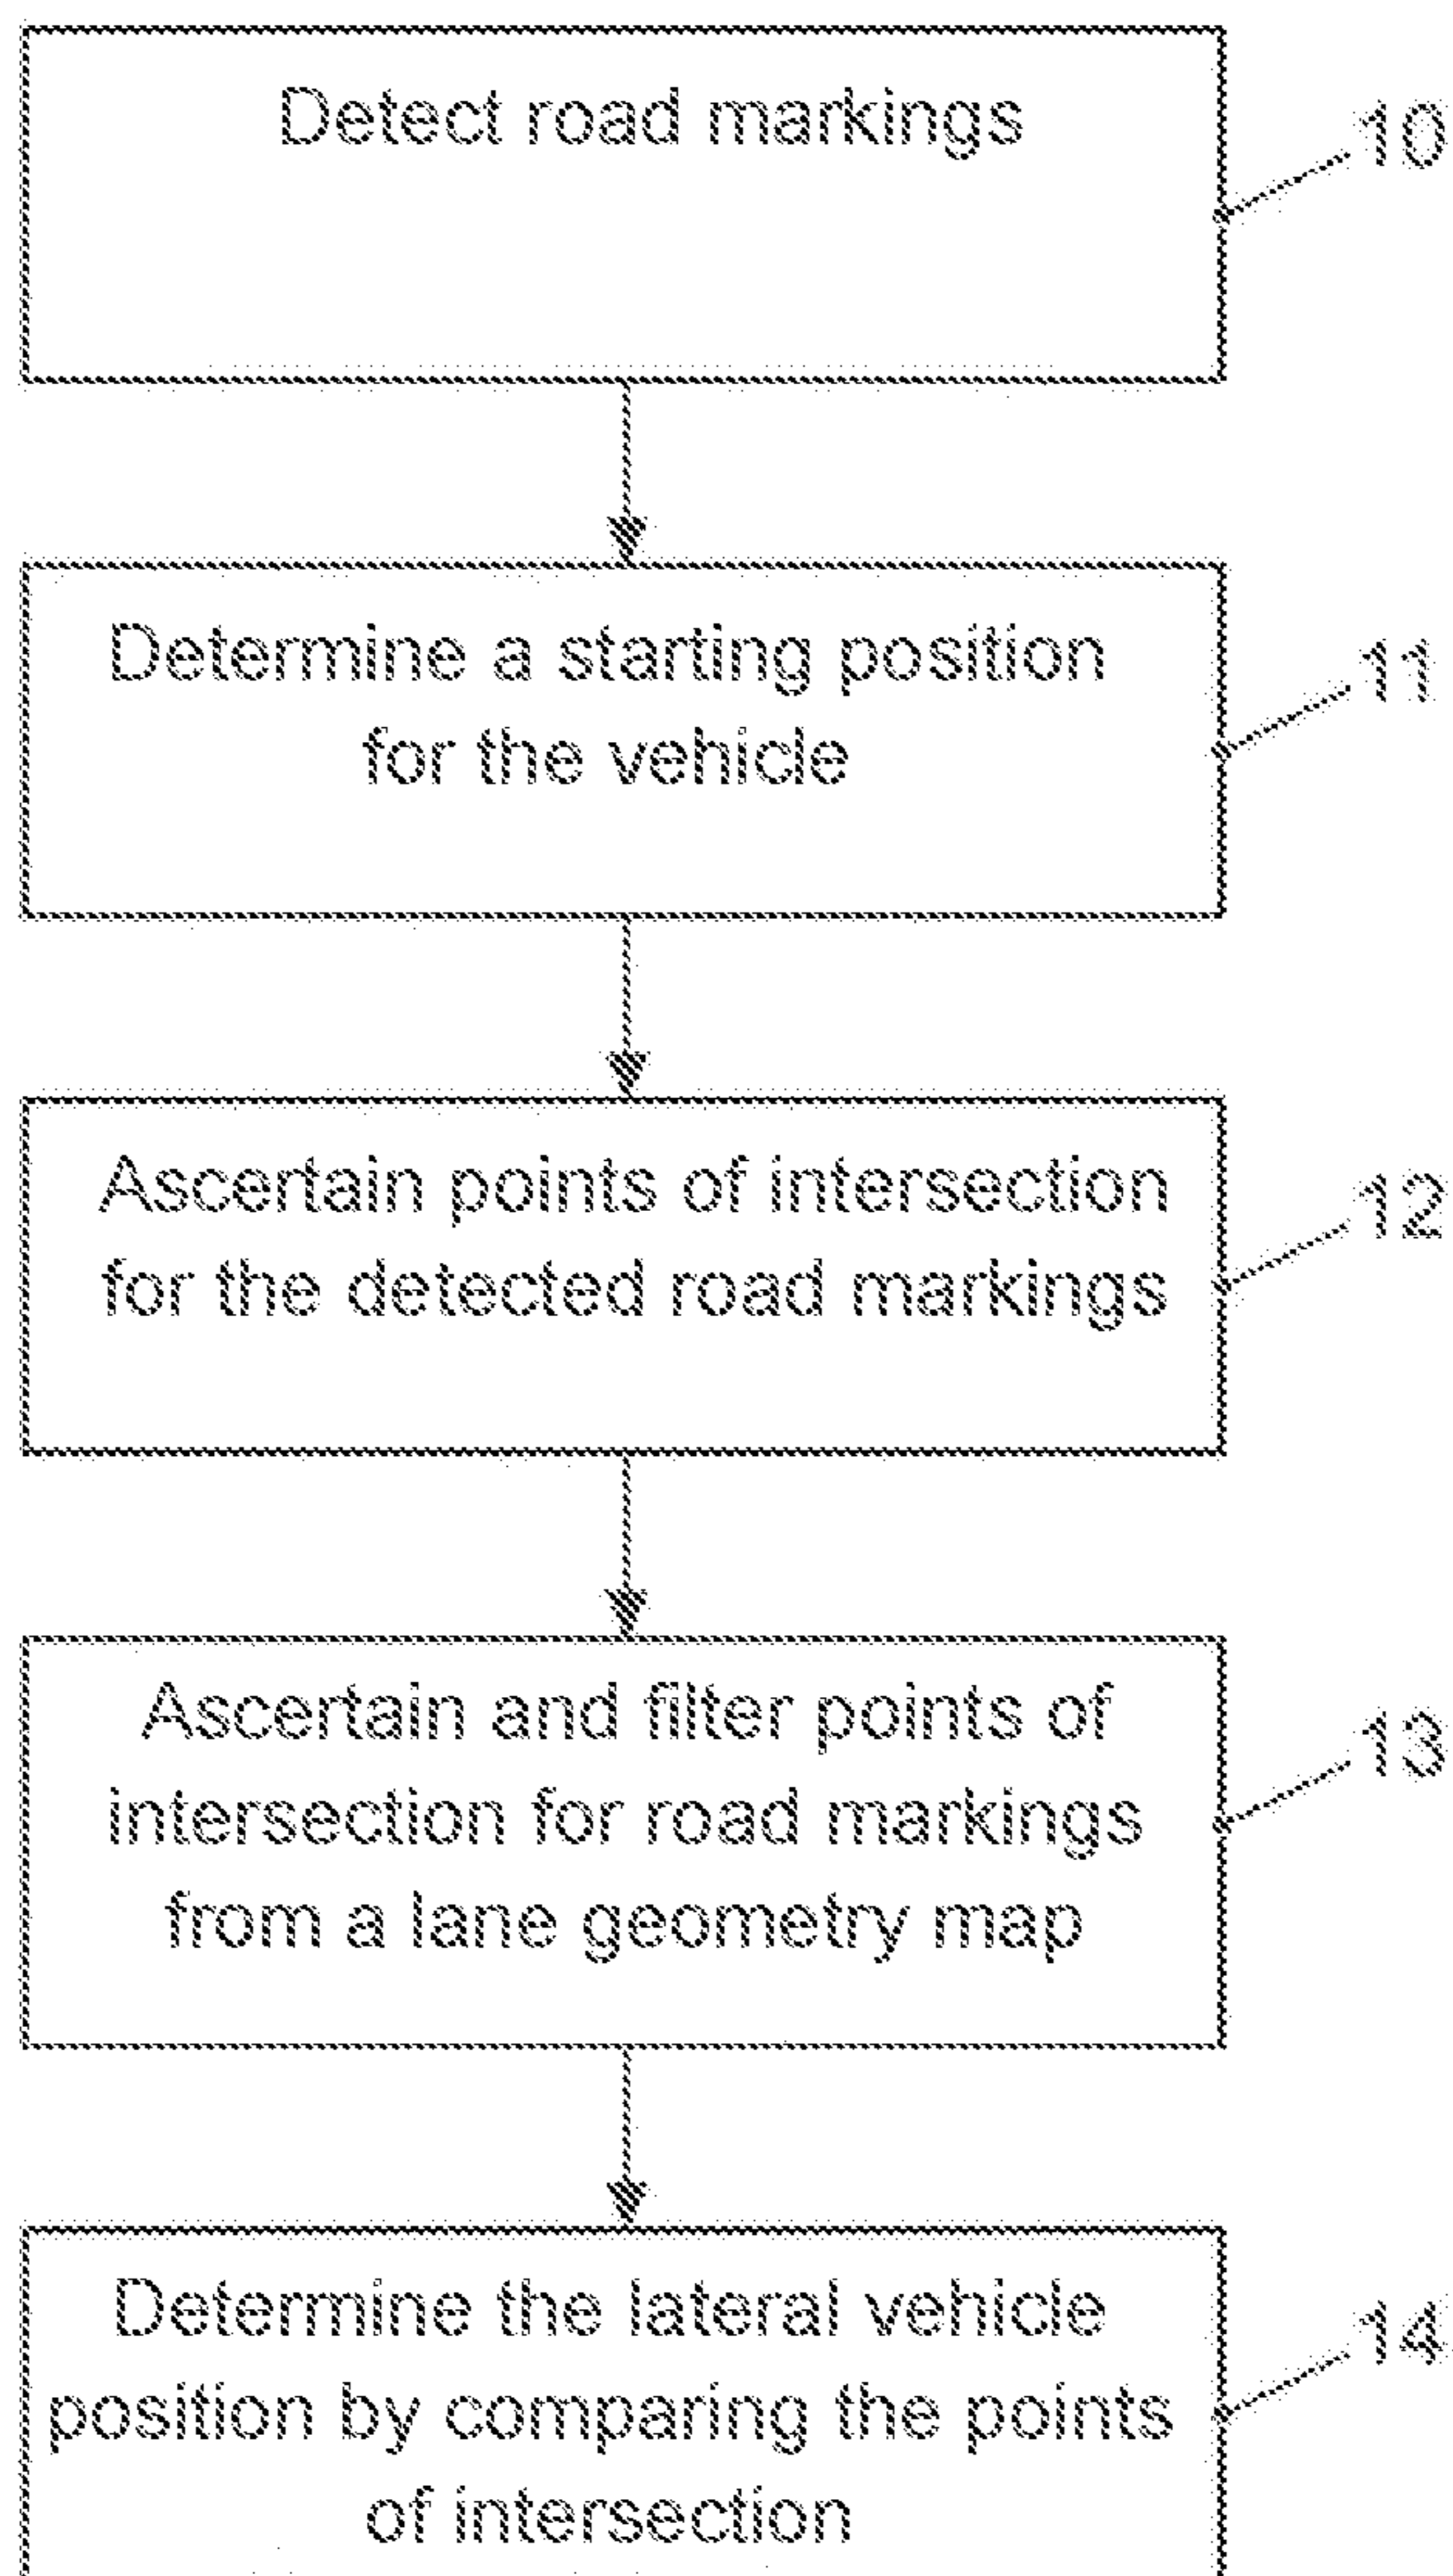 Detect road markings
10
Determine a starting position
for the vehicle
11
Ascertain points of intersection
for the detected road markings
12
Ascertain and filter points of
intersection for road markings
from a lane geometry map
13
Determine the lateral vehicle
position by comparing the points
of intersection
14